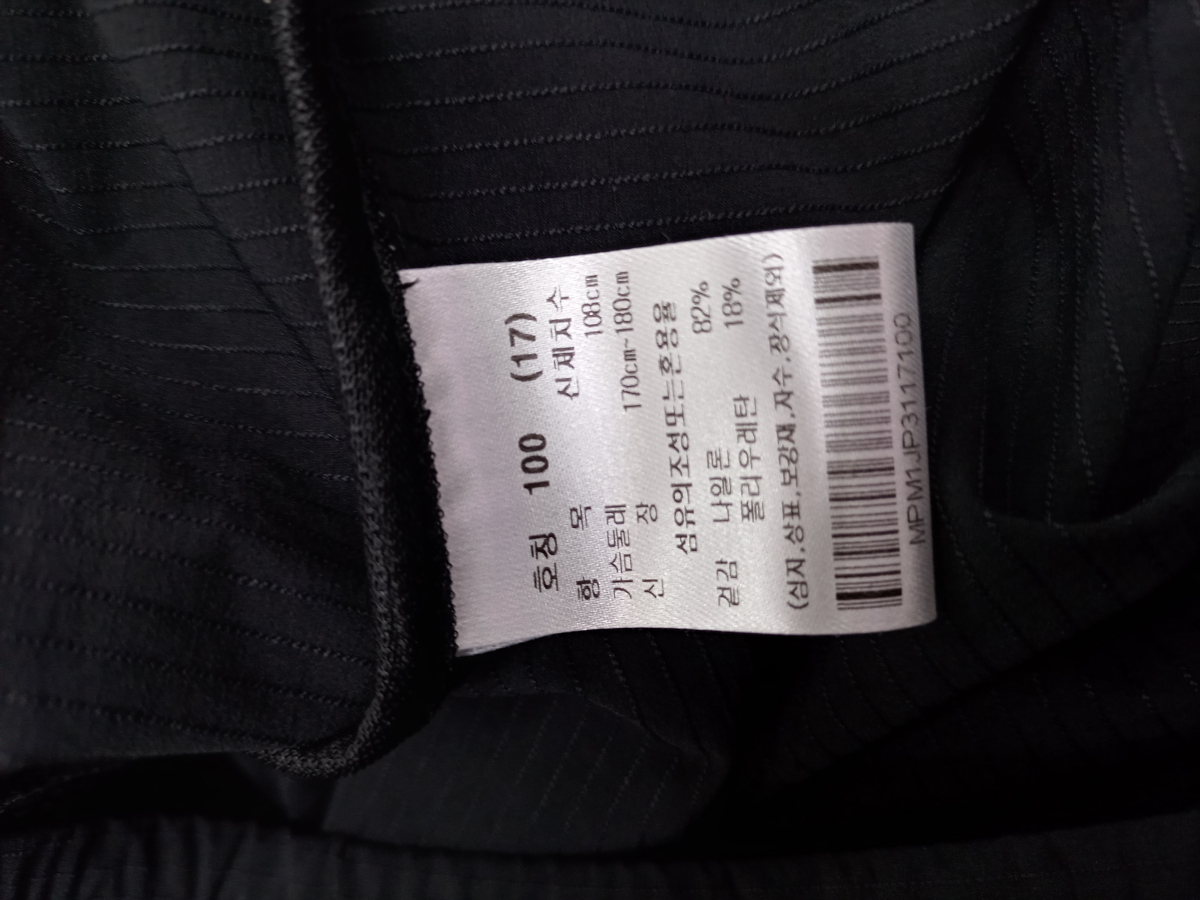 호칭 100 (17)
항 목 신체치수
가슴둘레 108cm
신 장 170cm~180cm
섬유의조성또는혼용율
겉감 나일론 82%
폴리우레탄 18%
(심지,상표,보강재,자수,장식제외)
MPM1JP3117100